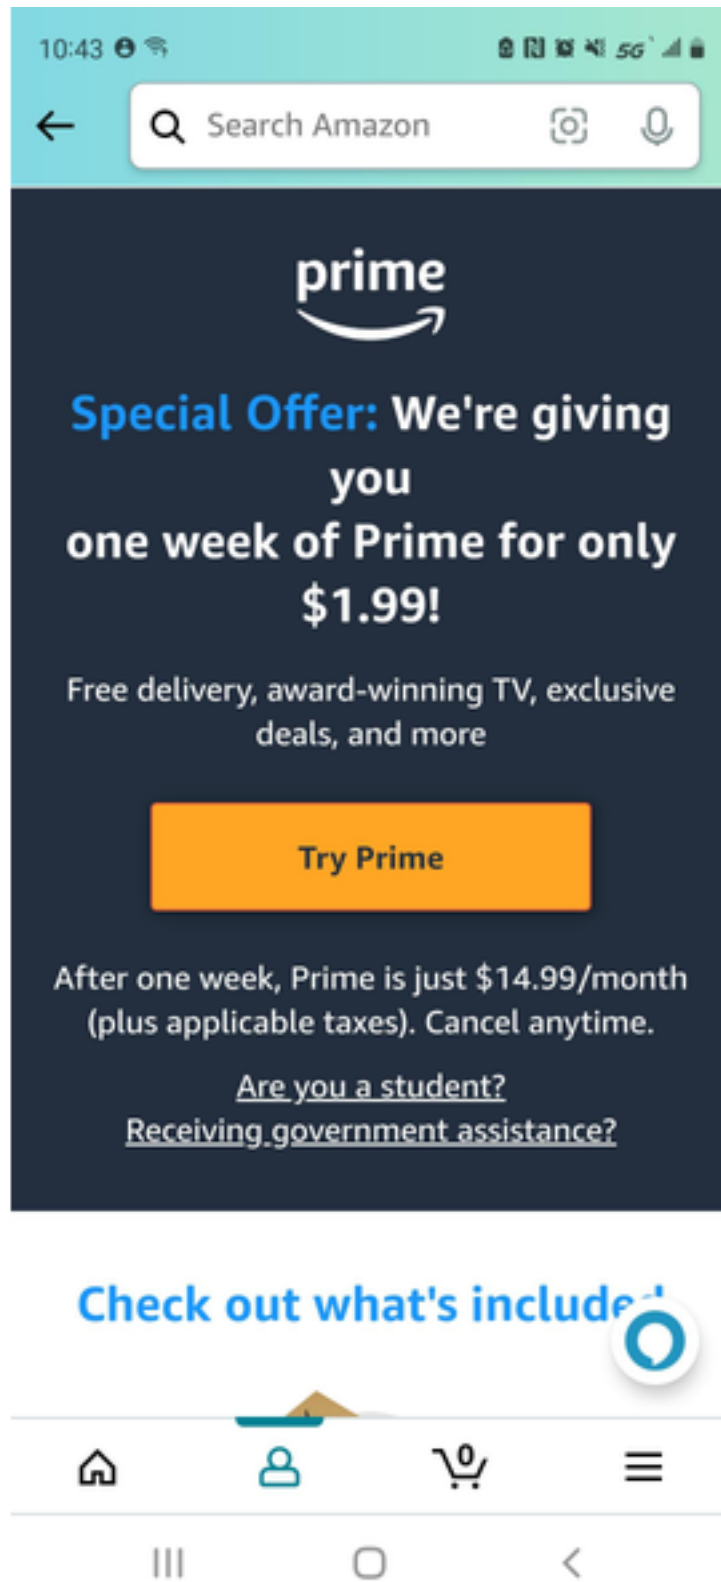 10:43
5G
Search Amazon
prime
Special Offer: We're giving
you
one week of Prime for only
$1.99!
Free delivery, award-winning TV, exclusive
deals, and more
Try Prime
After one week, Prime is just $14.99/month
(plus applicable taxes). Cancel anytime.
Are you a student?
Receiving government assistance?
Check out what's included
0